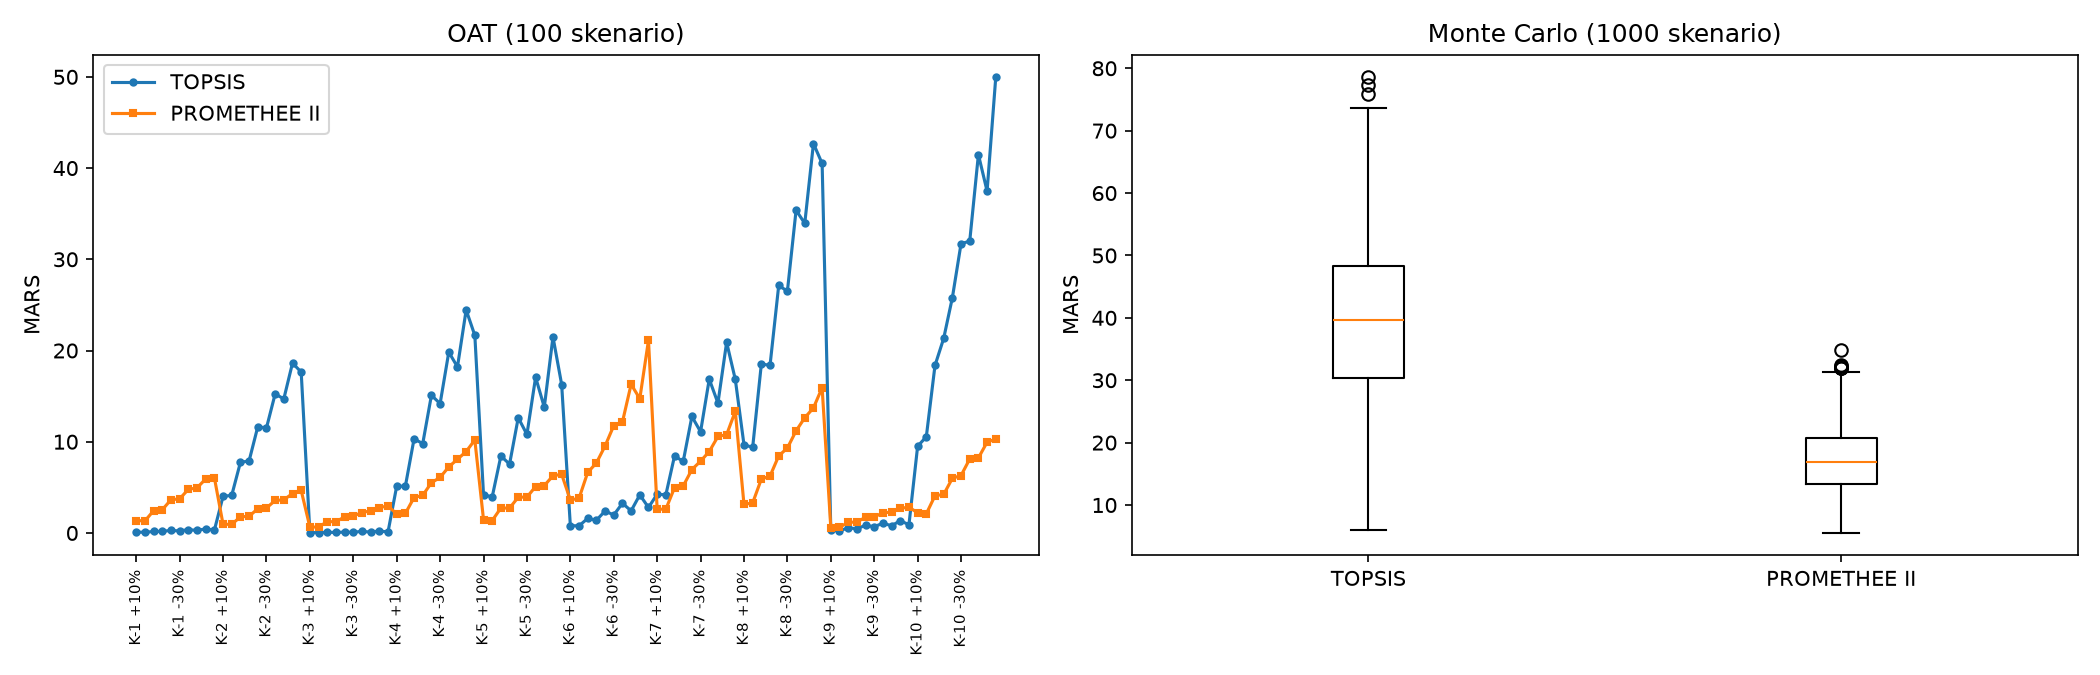 OAT (100 skenario)
MARS
50
40
30
20
10
0
TOPSIS
PROMETHEE II
K-1 +10%
K-1 -30%
K-2 +10%
K-2 -30%
K-3 +10%
K-3 -30%
K-4 +10%
K-4 -30%
K-5 +10%
K-5 -30%
K-6 +10%
K-6 -30%
K-7 +10%
K-7 -30%
K-8 +10%
K-8 -30%
K-9 +10%
K-9 -30%
K-10 +10%
K-10 -30%
Monte Carlo (1000 skenario)
MARS
80
70
60
50
40
30
20
10
TOPSIS
PROMETHEE II